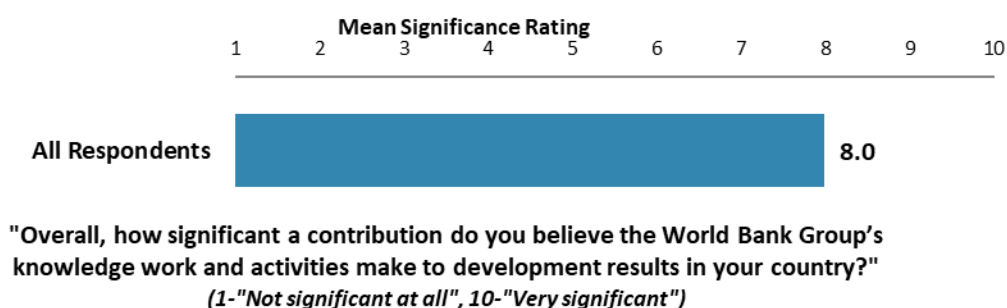 Mean Significance Rating
1 2 3 4 5 6 7 8 9 10
All Respondents 8.0
"Overall, how significant a contribution do you believe the World Bank Group’s
knowledge work and activities make to development results in your country?"
(1-"Not significant at all", 10-"Very significant")